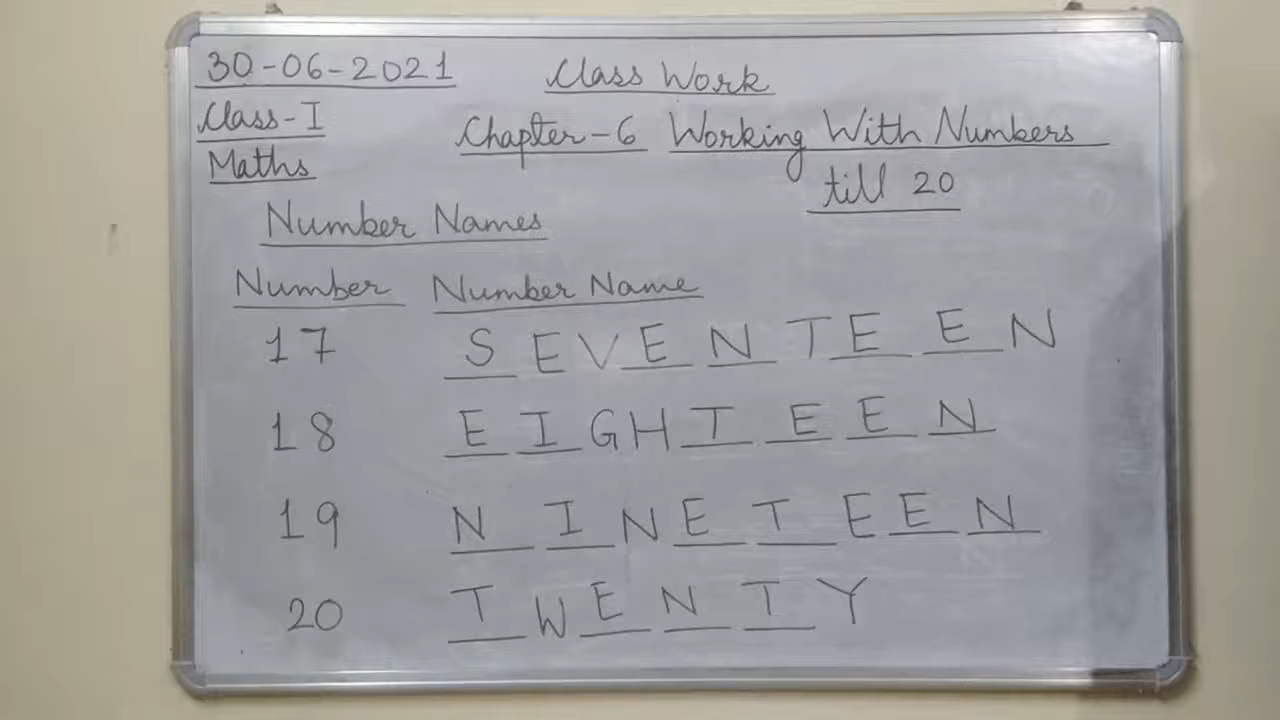 30-06-2021 Class Work
Class-I Chapter-6 Working With Numbers
Maths till 20
Number Names
Number Number Name
17 SEVENTEEN
18 EIGHTEEN
19 NINETEEN
20 TWENTY